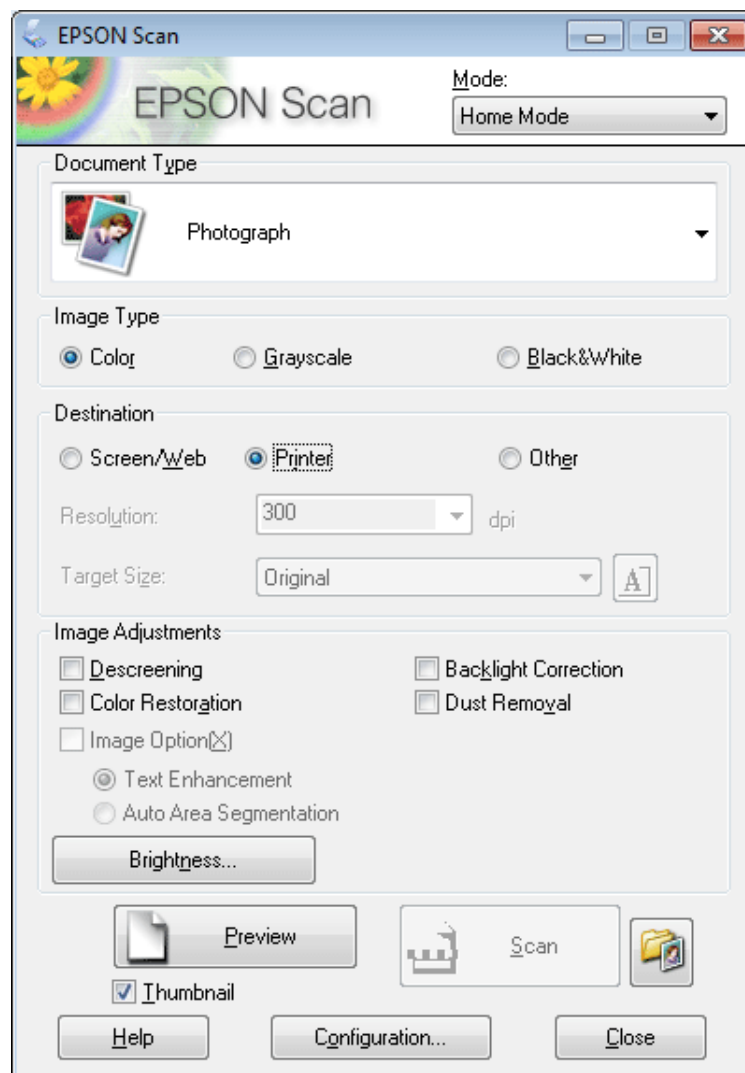 EPSON Scan
EPSON Scan
Mode:
Home Mode
Document Type
Photograph
Image Type
Color Grayscale Black&White
Destination
Screen/Web Printer Other
Resolution: 300 dpi
Target Size: Original A
Image Adjustments
Descreening Backlight Correction
Color Restoration Dust Removal
Image Option(X)
Text Enhancement
Auto Area Segmentation
Brightness...
Preview Scan
Thumbnail
Help Configuration... Close